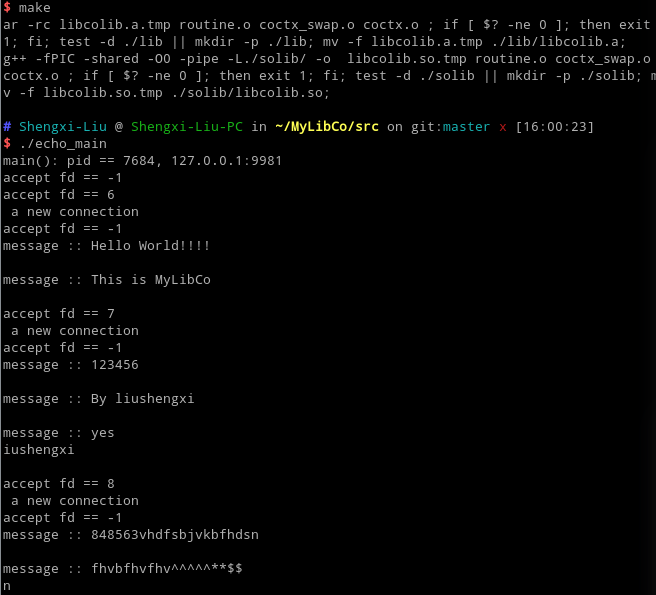 $ make
ar -rc libcolib.a.tmp routine.o coctx_swap.o coctx.o ; if [ $? -ne 0 ]; then exit
1; fi; test -d ./lib || mkdir -p ./lib; mv -f libcolib.a.tmp ./lib/libcolib.a;
g++ -fPIC -shared -OO -pipe -L./solib/ -o  libcolib.so.tmp routine.o coctx_swap.o
coctx.o ; if [ $? -ne 0 ]; then exit 1; fi; test -d ./solib || mkdir -p ./solib; m
v -f libcolib.so.tmp ./solib/libcolib.so;
# Shengxi-Liu @ Shengxi-Liu-PC in ~/MyLibCo/src on git:master x [16:00:23]
$ ./echo_main
main(): pid == 7684, 127.0.0.1:9981
accept fd == -1
accept fd == 6
 a new connection
accept fd == -1
message :: Hello World!!!!
message :: This is MyLibCo
accept fd == 7
 a new connection
accept fd == -1
message :: 123456
message :: By liushengxi
message :: yes
iushengxi
accept fd == 8
 a new connection
accept fd == -1
message :: 848563vhdfsbjvkbfhdsn
message :: fhvbfhvfhv^^^^^**$$
n